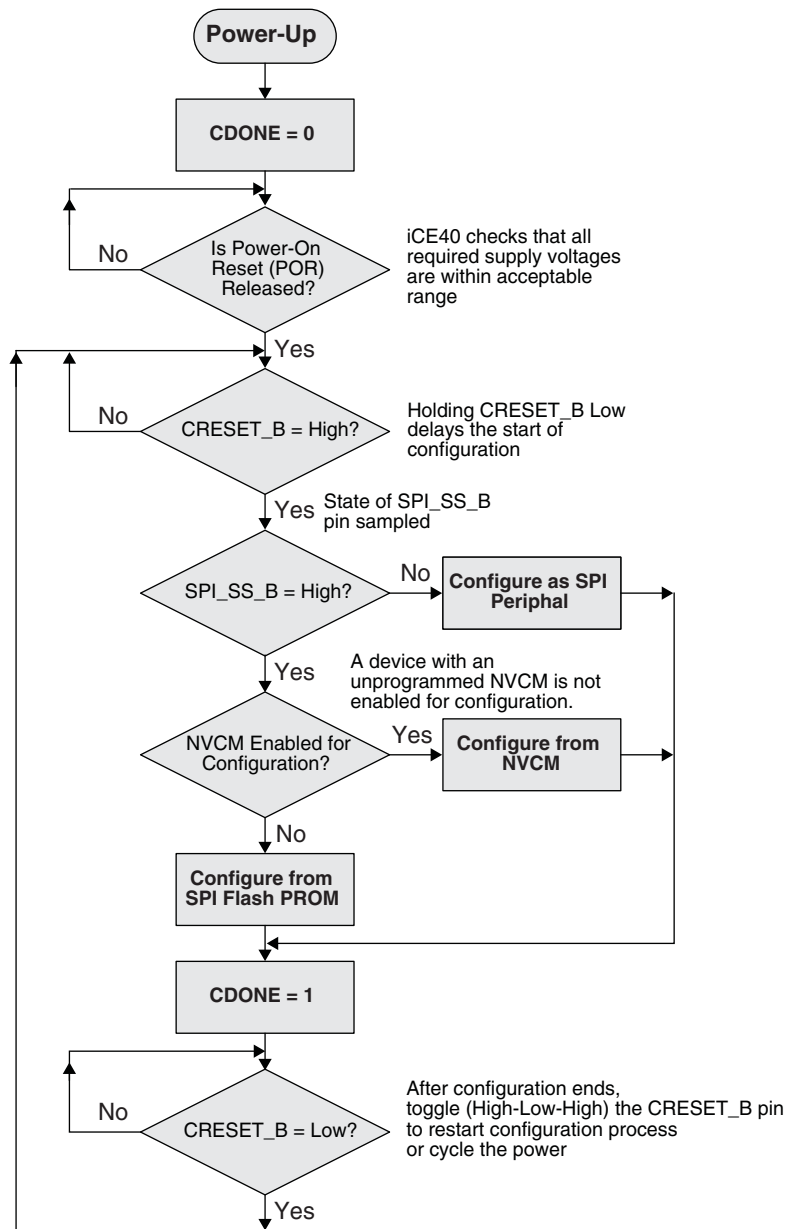 Power-Up
CDONE = 0
No
Is Power-On
Reset (POR)
Released?
iCE40 checks that all
required supply voltages
are within acceptable
range
Yes
No
CRESET_B = High?
Holding CRESET_B Low
delays the start of
configuration
Yes
State of SPI_SS_B
pin sampled
SPI_SS_B = High?
No
Configure as SPI
Periphal
Yes
A device with an
unprogrammed NVCM is not
enabled for configuration.
NVCM Enabled for
Configuration?
Yes
Configure from
NVCM
No
Configure from
SPI Flash PROM
CDONE = 1
No
CRESET_B = Low?
After configuration ends,
toggle (High-Low-High) the CRESET_B pin
to restart configuration process
or cycle the power
Yes